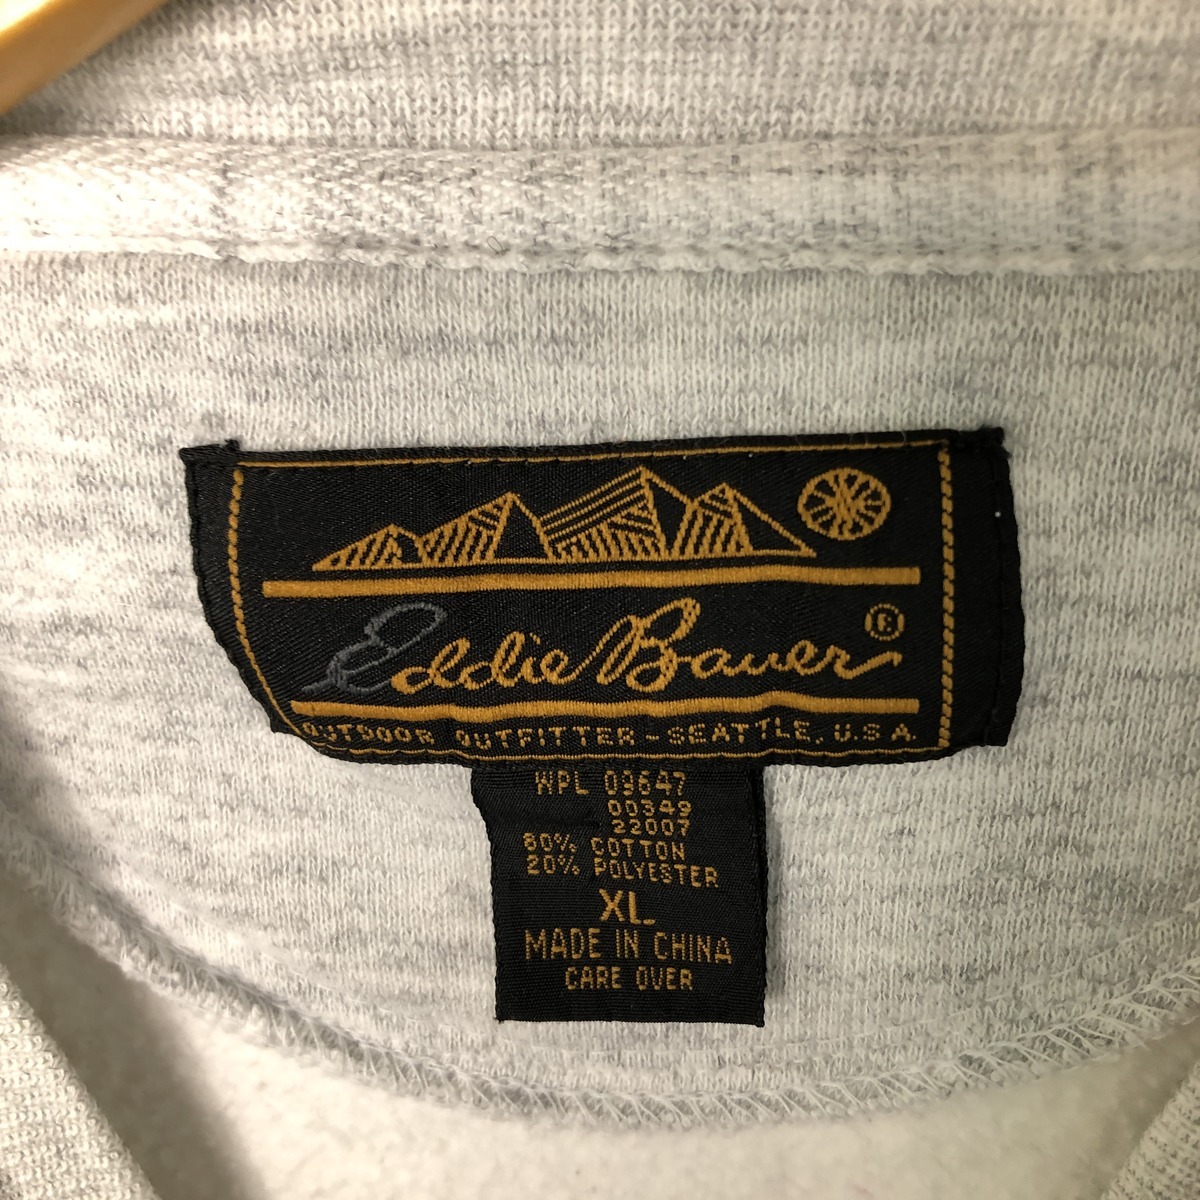 Eddie Bauer ®
OUTDOOR OUTFITTER - SEATTLE, U.S.A.
WPL 03647
00349
22007
80% COTTON
20% POLYESTER
XL
MADE IN CHINA
CARE OVER